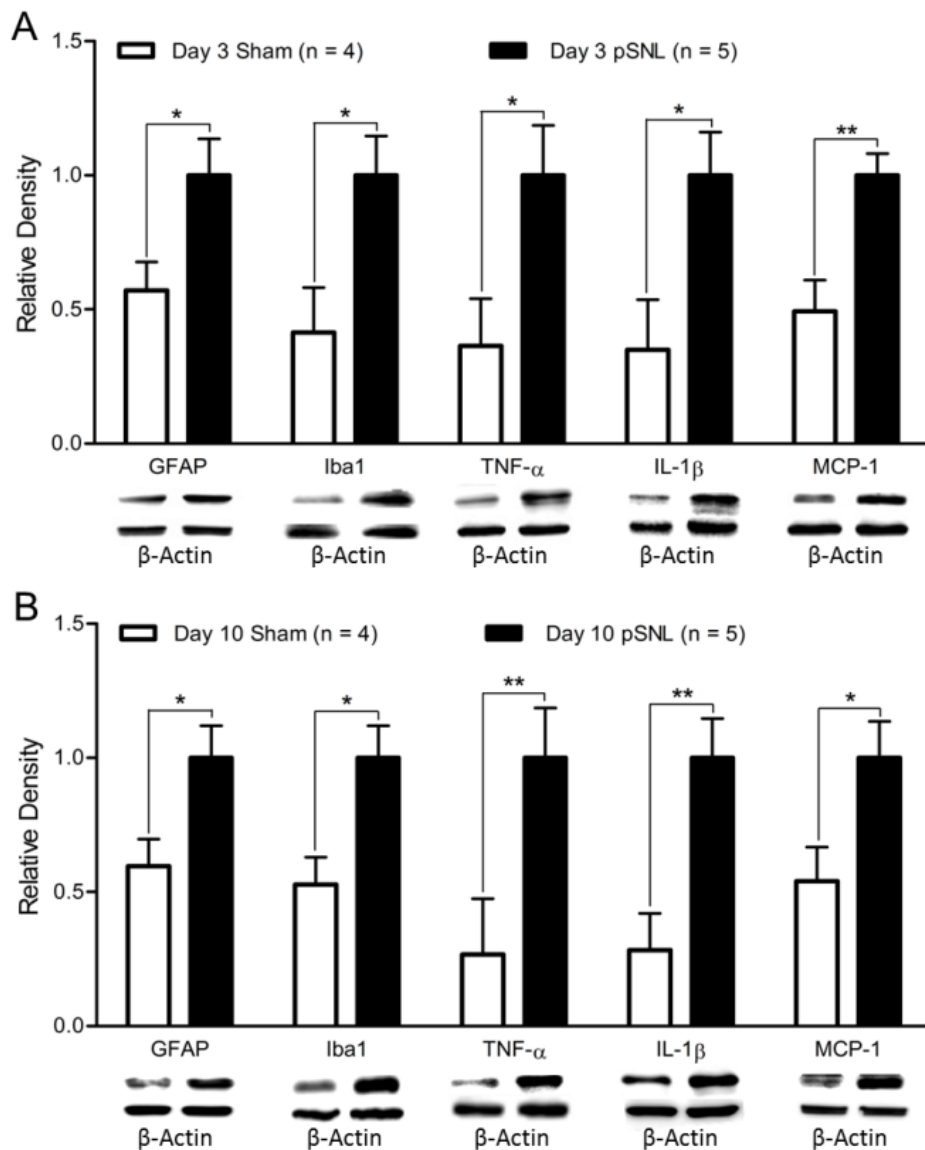 A
1.5
Day 3 Sham (n = 4)
Day 3 pSNL (n = 5)
* * * * **
1.0
0.5
0.0
Relative Density
GFAP Iba1 TNF-α IL-1β MCP-1
β-Actin β-Actin β-Actin β-Actin β-Actin
B
1.5
Day 10 Sham (n = 4)
Day 10 pSNL (n = 5)
* * ** ** *
1.0
0.5
0.0
Relative Density
GFAP Iba1 TNF-α IL-1β MCP-1
β-Actin β-Actin β-Actin β-Actin β-Actin